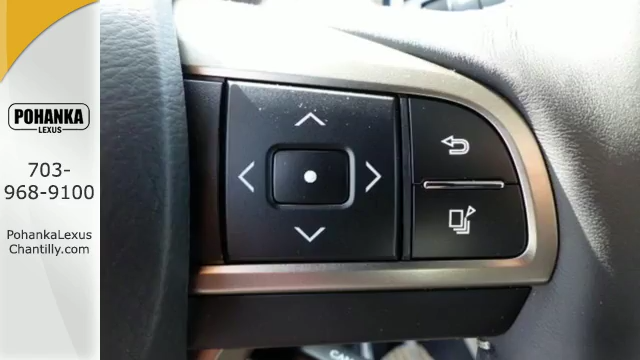 POHANKA
LEXUS
703-
968-9100
PohankaLexus
Chantilly.com